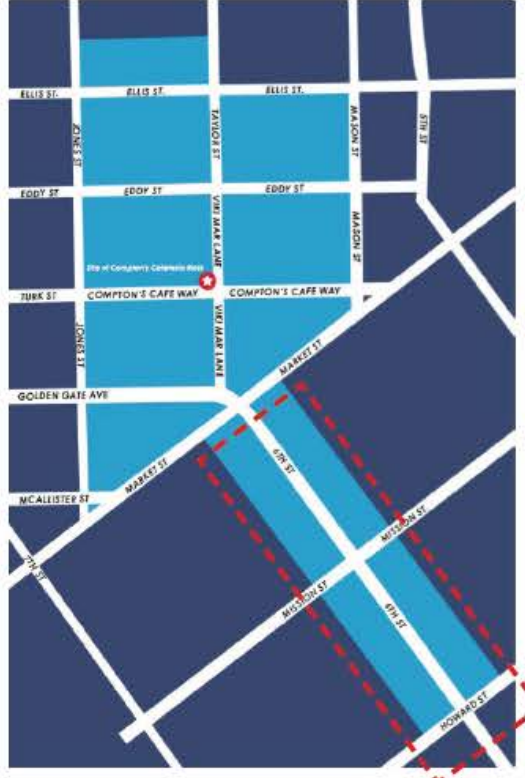 ELLIS ST.
ELLIS ST.
ELLIS ST.
JONES ST
TAYLOR ST
MASON ST
5TH ST
EDDY ST
EDDY ST
EDDY ST
VIKI MAR LANE
MASON ST
Site of Compton's Cafeteria Riots
TURK ST
COMPTON'S CAFE WAY
COMPTON'S CAFE WAY
JONES ST
VIKI MAR LANE
MARKET ST
GOLDEN GATE AVE
MARKET ST
6TH ST
MCALLISTER ST
MISSION ST
7TH ST
MISSION ST
6TH ST
HOWARD ST